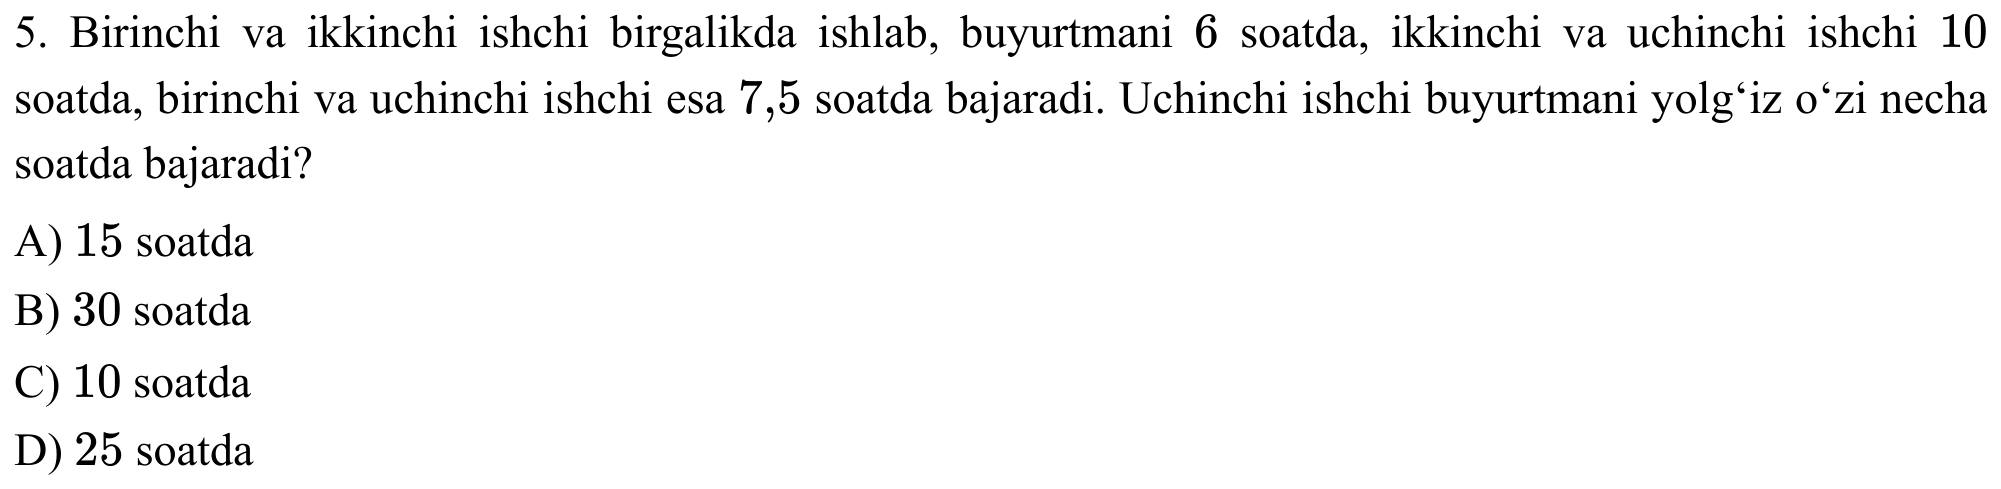 5. Birinchi va ikkinchi ishchi birgalikda ishlab, buyurtmani 6 soatda, ikkinchi va uchinchi ishchi 10
soatda, birinchi va uchinchi ishchi esa 7,5 soatda bajaradi. Uchinchi ishchi buyurtmani yolg‘iz o‘zi necha
soatda bajaradi?
A) 15 soatda
B) 30 soatda
C) 10 soatda
D) 25 soatda